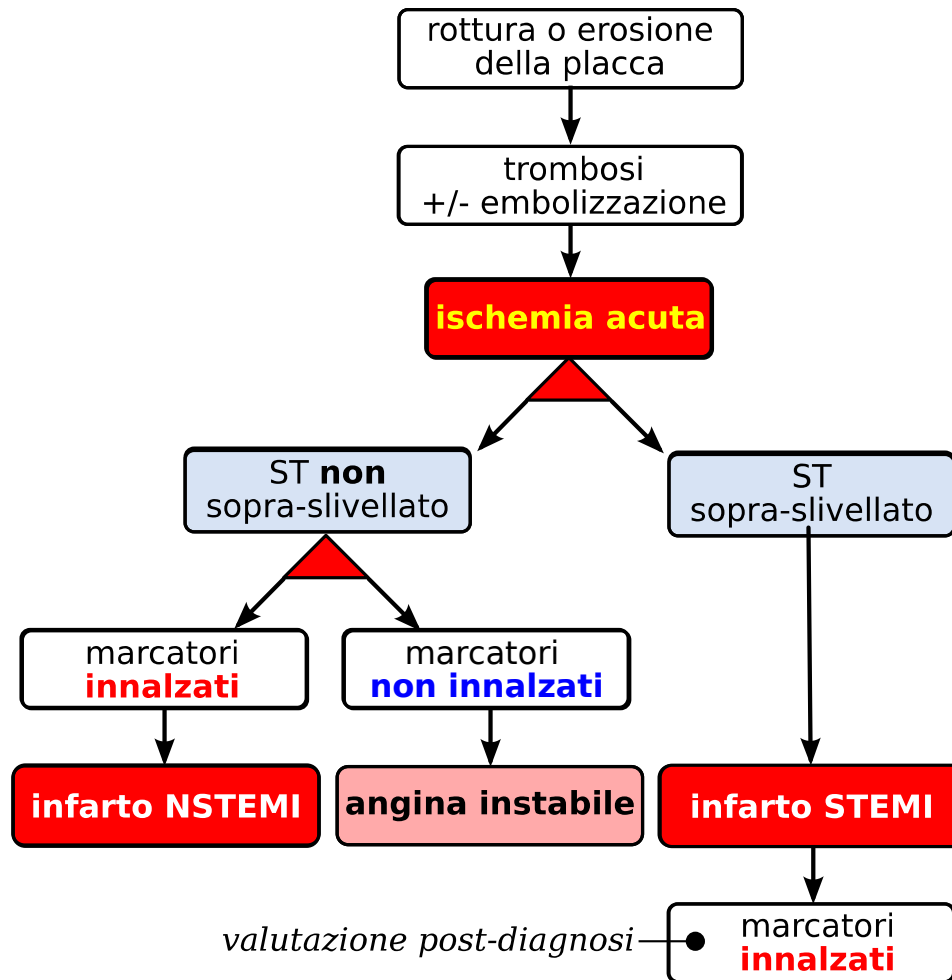 rottura o erosione
della placca
trombosi
+/- embolizzazione
ischemia acuta
ST non
sopra-slivellato
ST
sopra-slivellato
marcatori
innalzati
marcatori
non innalzati
infarto NSTEMI
angina instabile
infarto STEMI
valutazione post-diagnosi
marcatori
innalzati